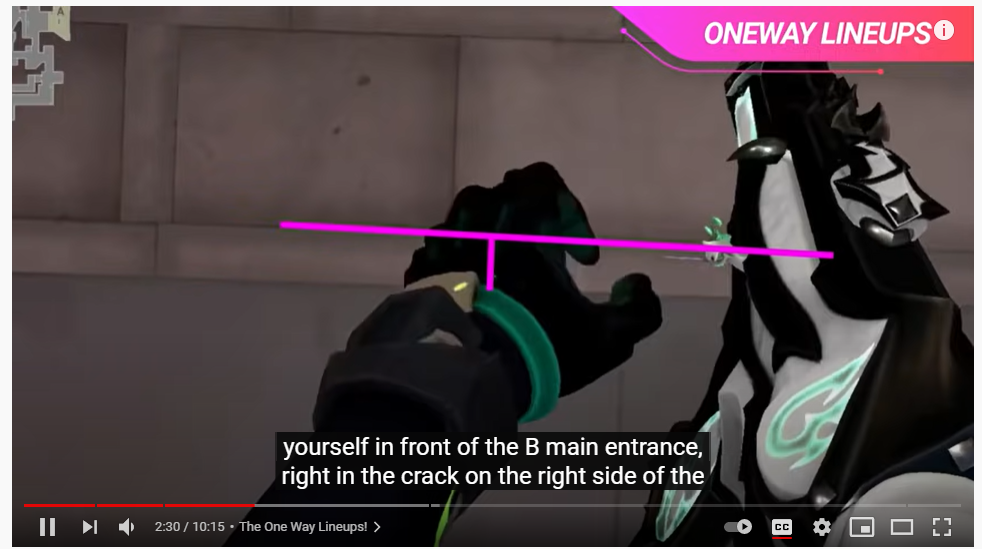 A
ONEWAY LINEUPS
i
yourself in front of the B main entrance,
right in the crack on the right side of the
2:30 / 10:15 • The One Way Lineups!
CC